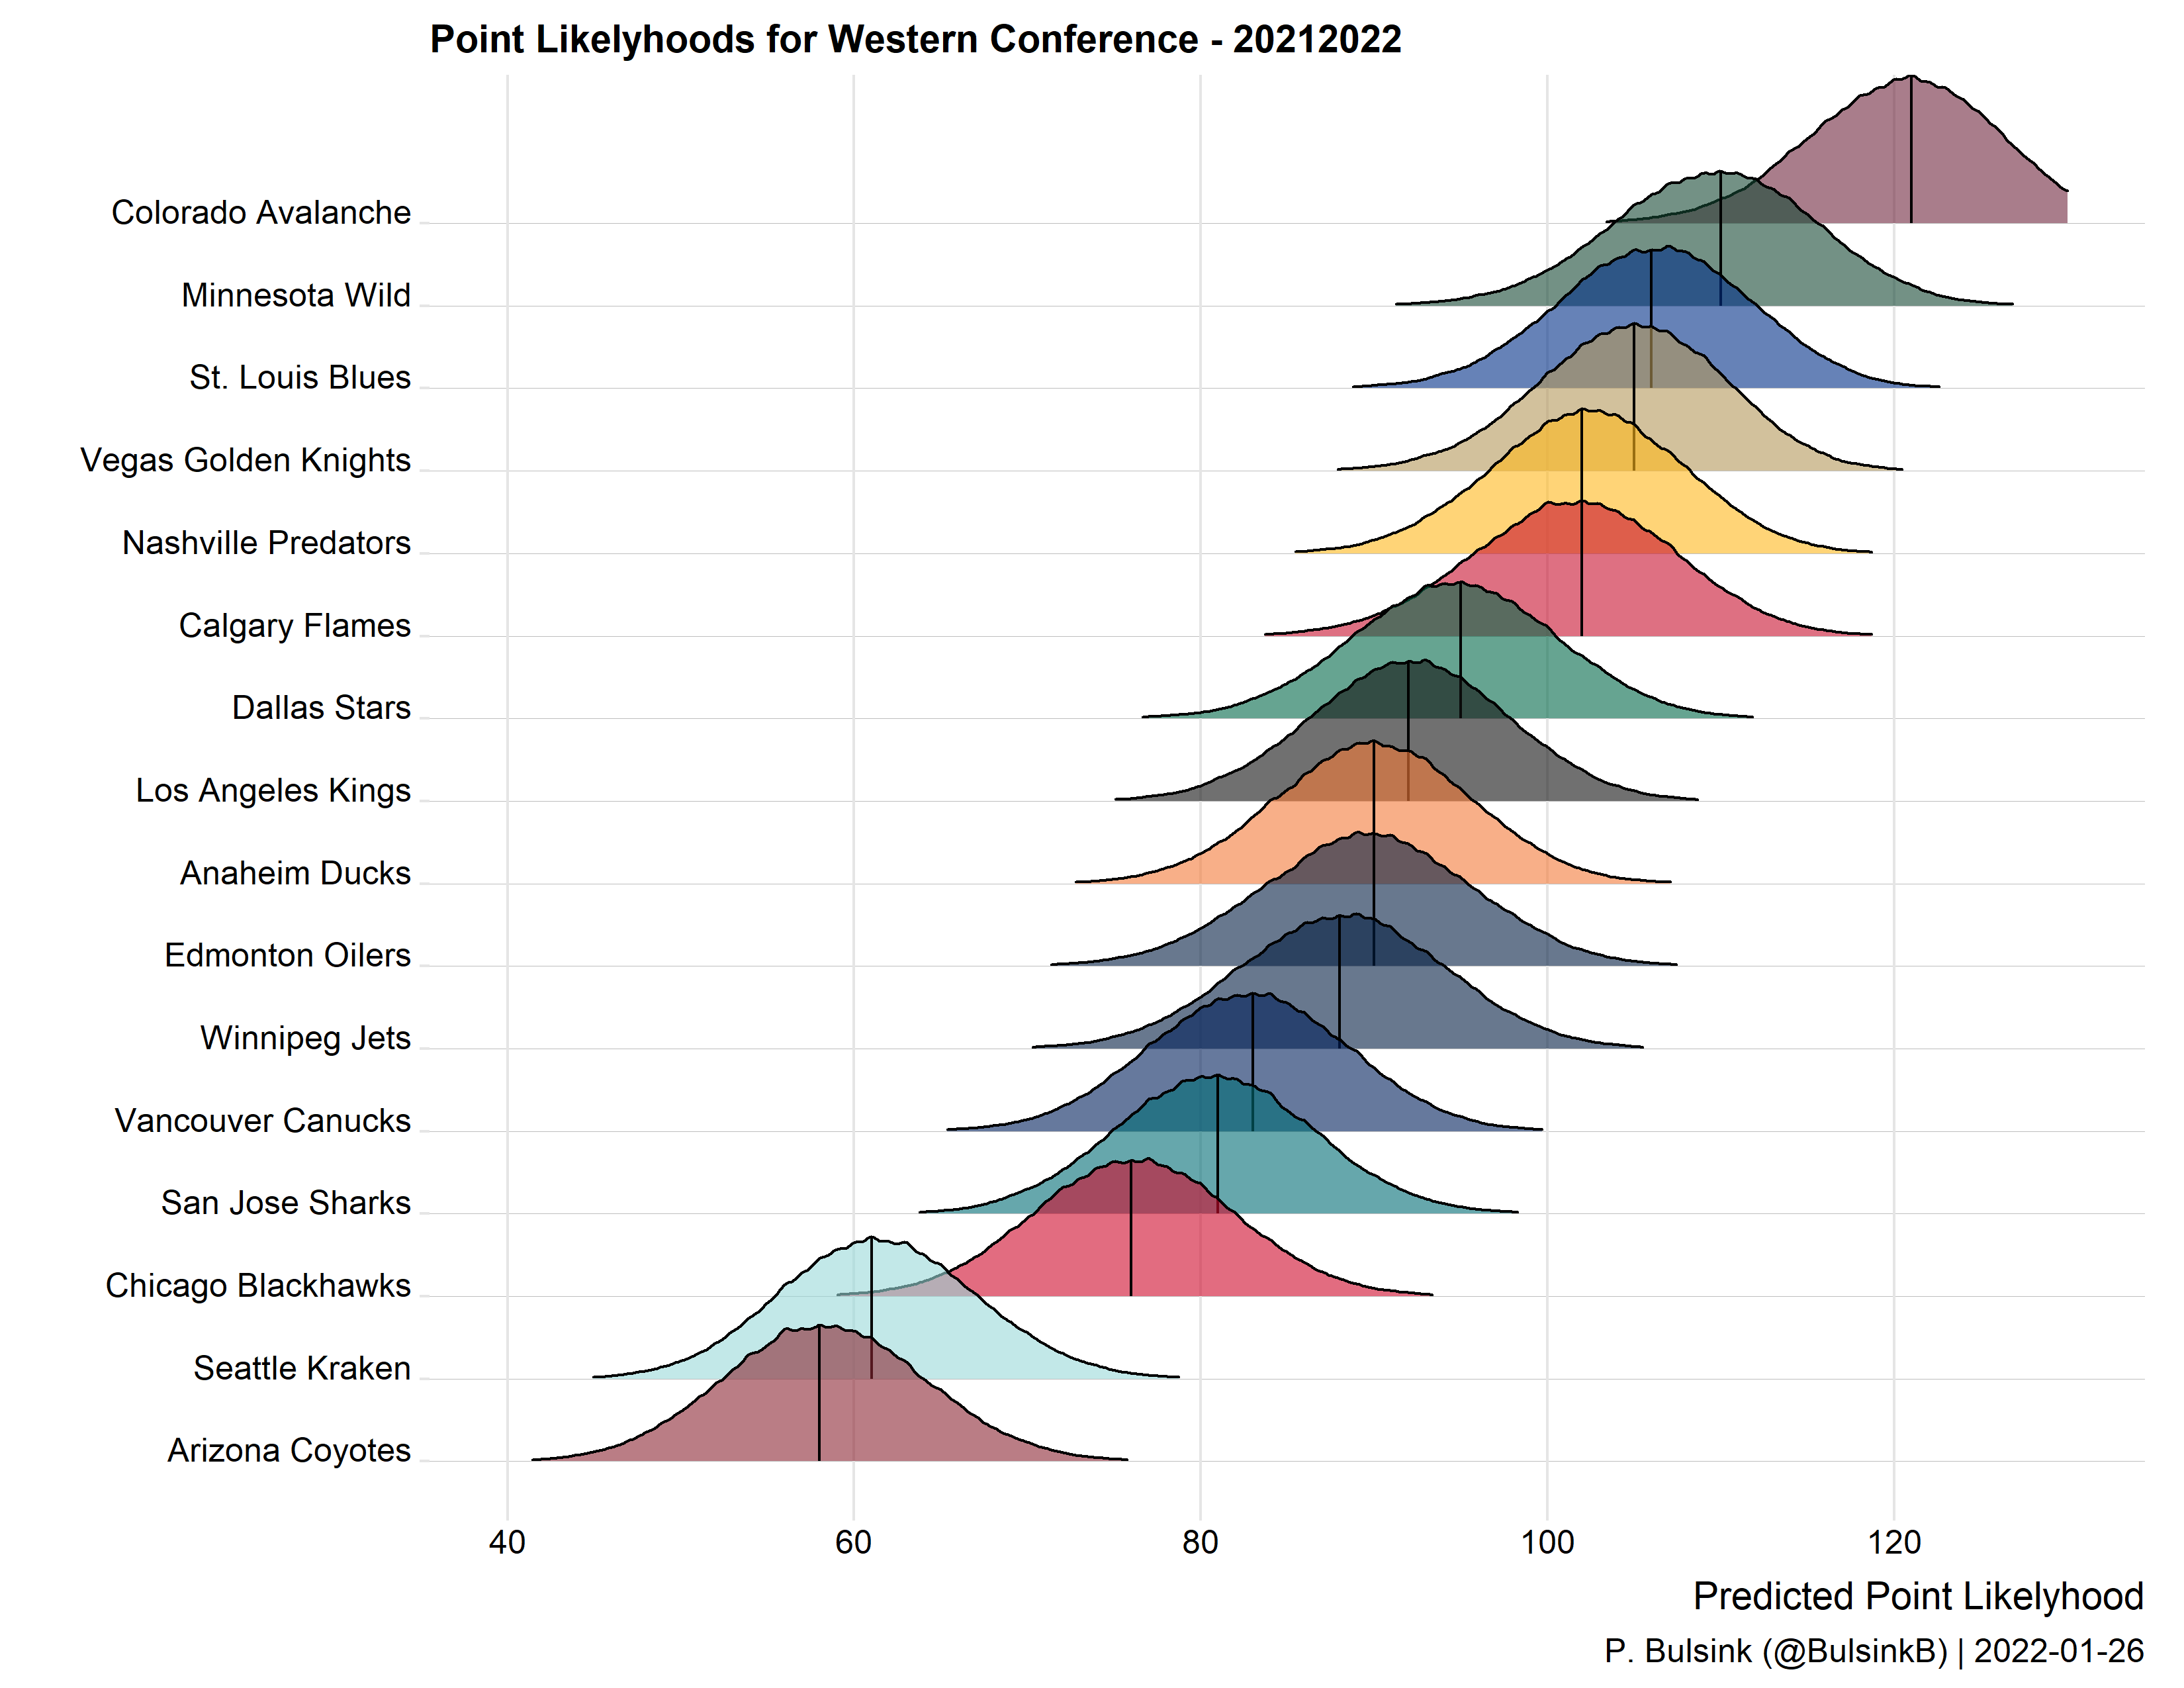 Point Likelyhoods for Western Conference - 20212022
Colorado Avalanche
Minnesota Wild
St. Louis Blues
Vegas Golden Knights
Nashville Predators
Calgary Flames
Dallas Stars
Los Angeles Kings
Anaheim Ducks
Edmonton Oilers
Winnipeg Jets
Vancouver Canucks
San Jose Sharks
Chicago Blackhawks
Seattle Kraken
Arizona Coyotes
40 60 80 100 120
Predicted Point Likelyhood
P. Bulsink (@BulsinkB) | 2022-01-26